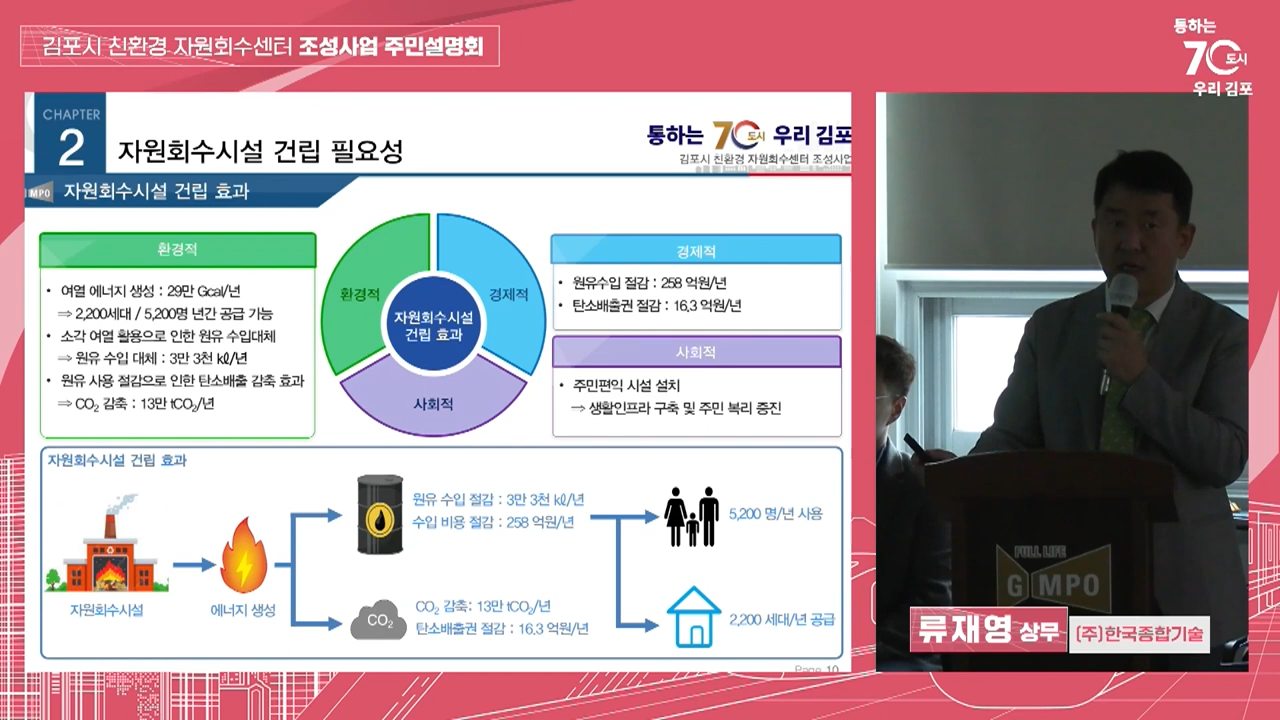 김포시 친환경 자원회수센터 조성사업 주민설명회
통하는
70도시
우리 김포
CHAPTER
2
자원회수시설 건립 필요성
통하는 70도시 우리 김포
김포시 친환경 자원회수센터 조성사업
MPO 자원회수시설 건립 효과
환경적
• 여열 에너지 생성 : 29만 Gcal/년
⇒ 2,200세대 / 5,200명 년간 공급 가능
• 소각 여열 활용으로 인한 원유 수입대체
⇒ 원유 수입 대체 : 3만 3천 ㎘/년
• 원유 사용 절감으로 인한 탄소배출 감축 효과
⇒ CO₂ 감축 : 13만 tCO₂/년
환경적
경제적
자원회수시설
건립 효과
사회적
경제적
• 원유수입 절감 : 258 억원/년
• 탄소배출권 절감 : 16.3 억원/년
사회적
• 주민편익 시설 설치
⇒ 생활인프라 구축 및 주민 복리 증진
자원회수시설 건립 효과
자원회수시설
에너지 생성
원유 수입 절감 : 3만 3천 ㎘/년
수입 비용 절감 : 258 억원/년
CO₂
CO₂ 감축: 13만 tCO₂/년
탄소배출권 절감 : 16.3 억원/년
5,200 명/년 사용
2,200 세대/년 공급
Page 10
FULL LIFE
GIMPO
류재영 상무
(주)한국종합기술